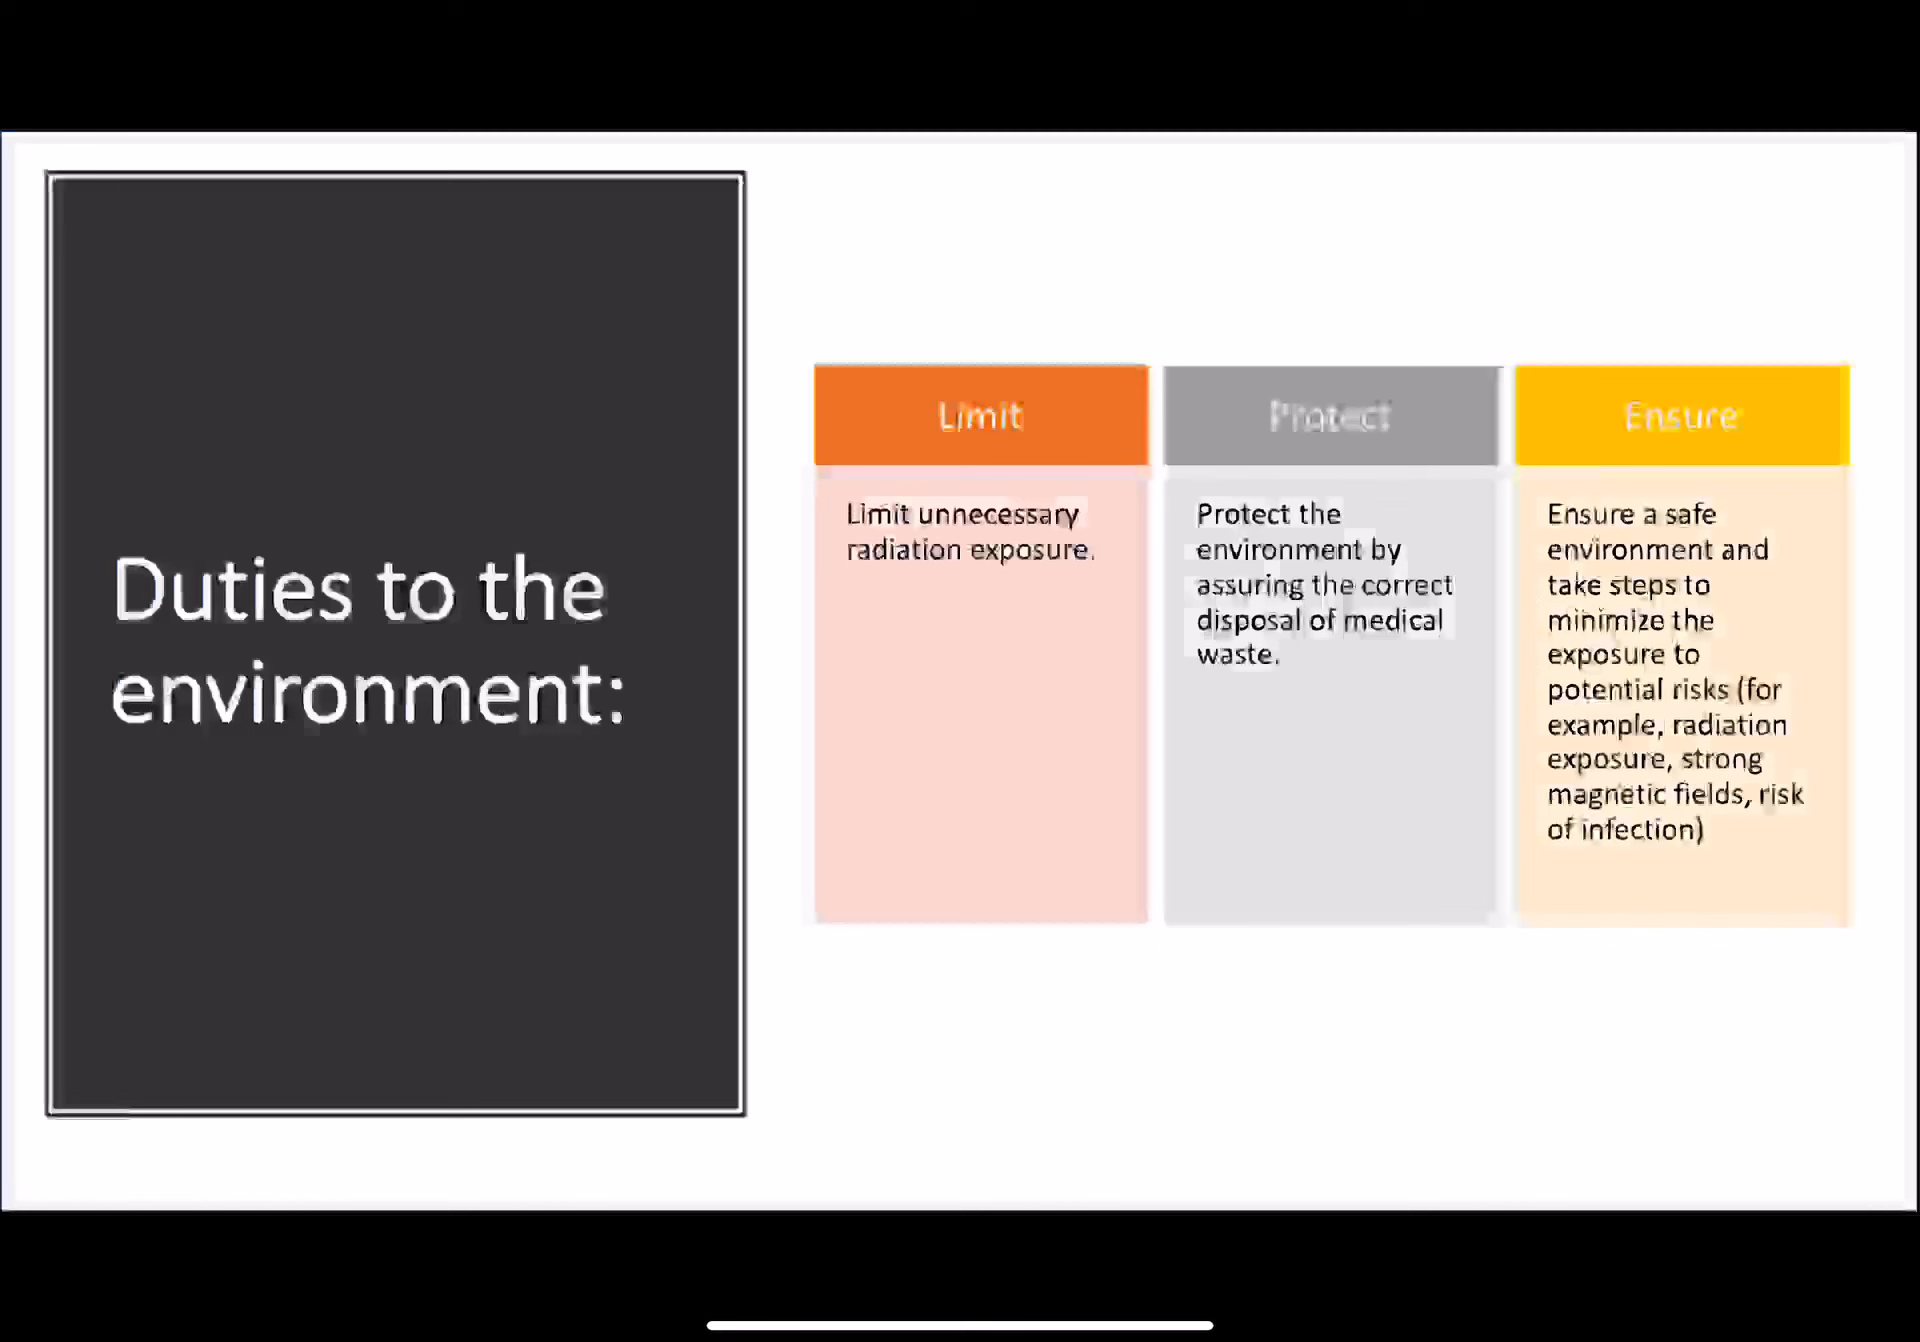 Duties to the
environment:
Limit
Limit unnecessary
radiation exposure.
Protect
Protect the
environment by
assuring the correct
disposal of medical
waste.
Ensure
Ensure a safe
environment and
take steps to
minimize the
exposure to
potential risks (for
example, radiation
exposure, strong
magnetic fields, risk
of infection)